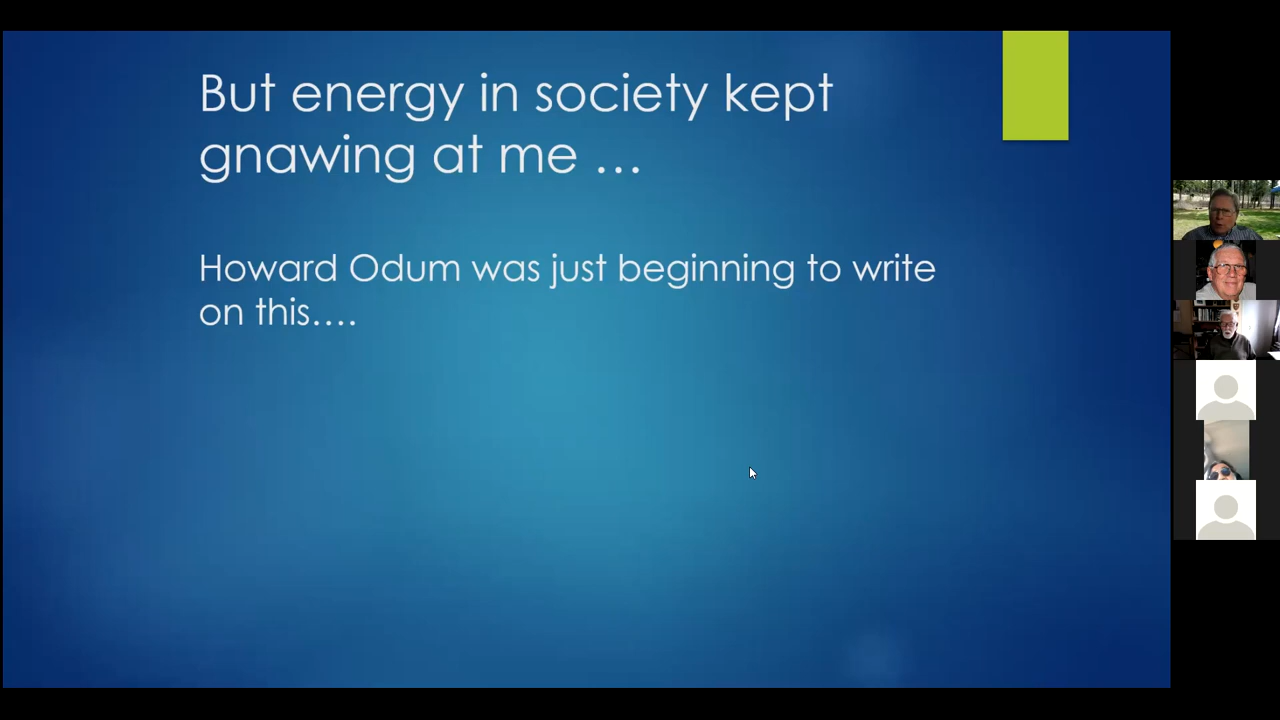 But energy in society kept
gnawing at me …
Howard Odum was just beginning to write
on this….